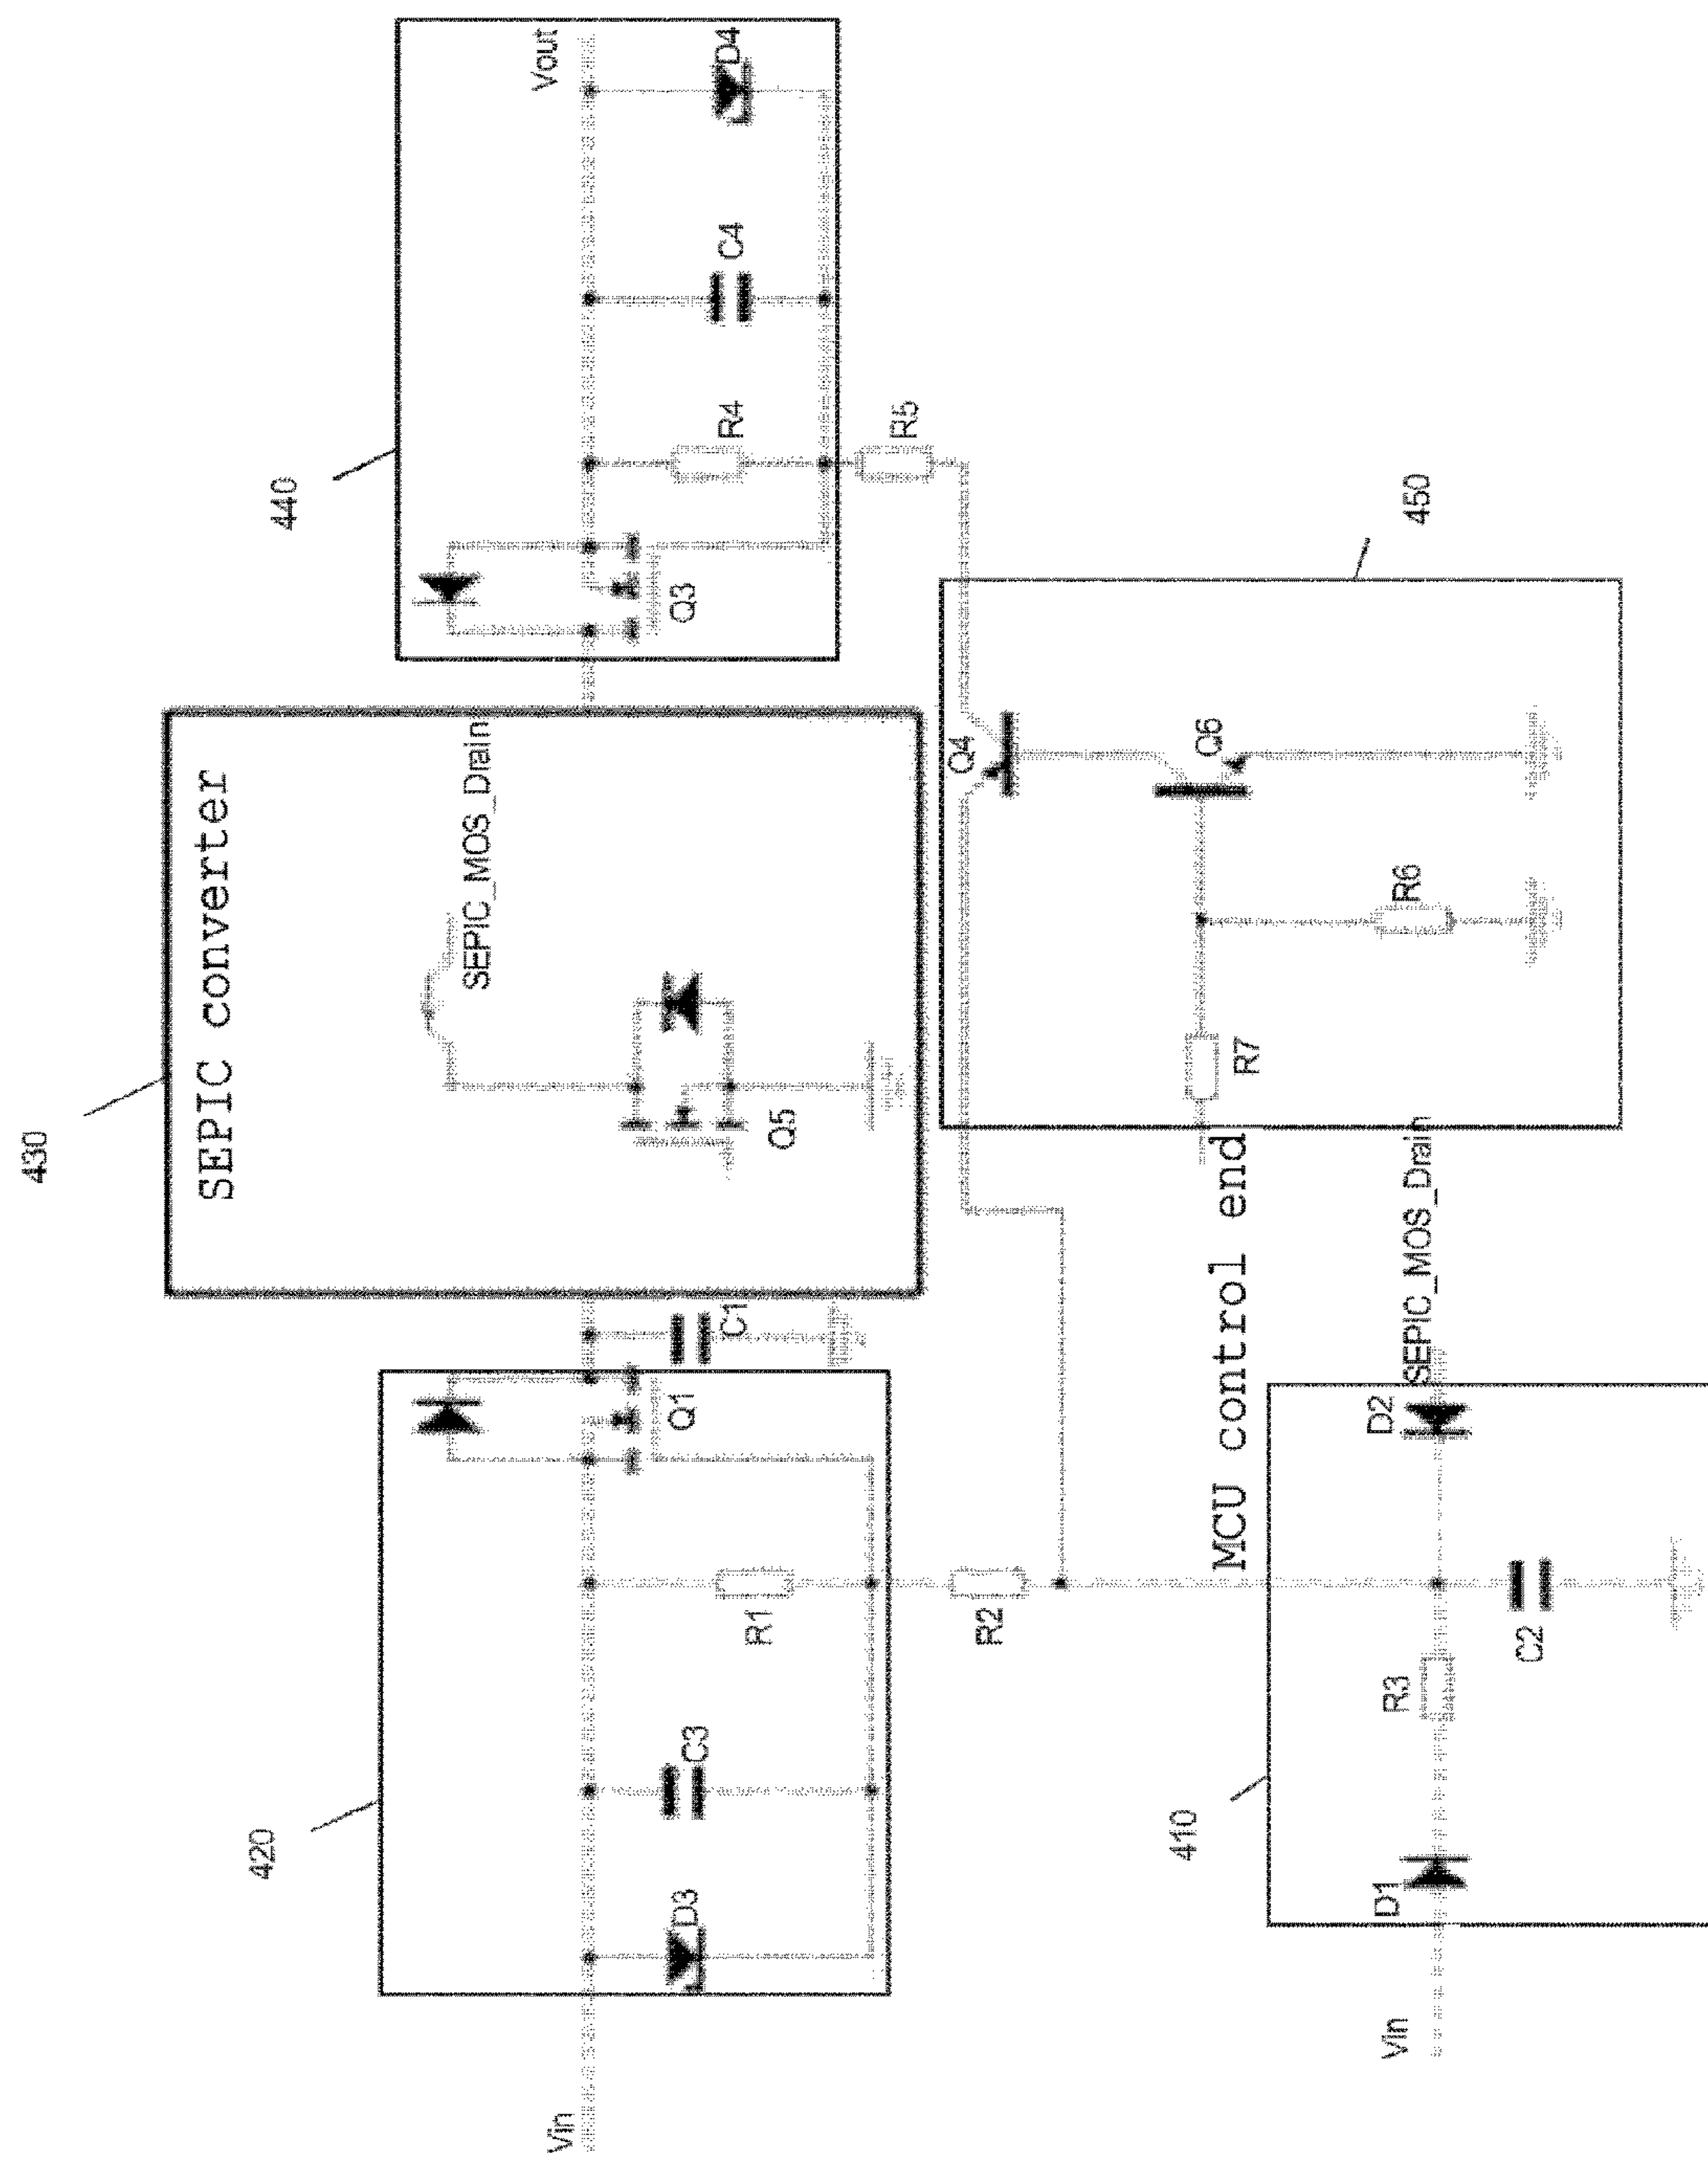 430
SEPIC converter
SEPIC_MOS_Drain
Q5
420
440
Vin
D3
C3
R1
Q1
C1
Q3
R4
C4
D4
Vout
R2
R5
450
Q4
Q6
R6
R7
MCU control end
SEPIC_MOS_Drain
410
Vin
D1
R3
C2
D2